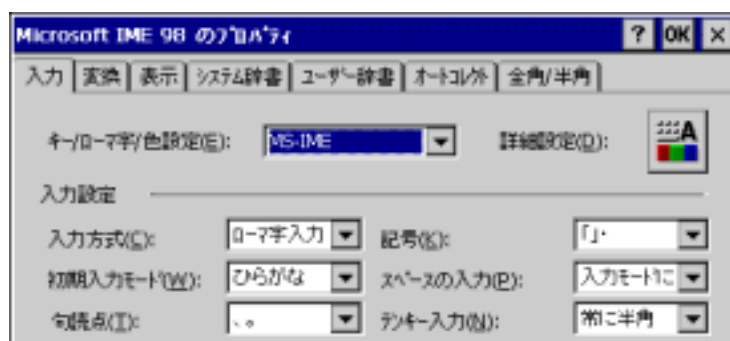 Microsoft IME 98 のﾌﾟﾛﾊﾟﾃｨ ? OK ×
入力 変換 表示 ｼｽﾃﾑ辞書 ﾕｰｻﾞｰ辞書 ｵｰﾄｺﾚｸﾄ 全角/半角
ｷｰ/ﾛｰﾏ字/色設定(E): MS-IME 詳細設定(D): A
入力設定
入力方式(C): ﾛｰﾏ字入力 記号(K): 「」・
初期入力ﾓｰﾄﾞ(W): ひらがな ｽﾍﾟｰｽの入力(P): 入力ﾓｰﾄﾞに
句読点(T): 、。 ﾃﾝｷｰ入力(N): 常に半角